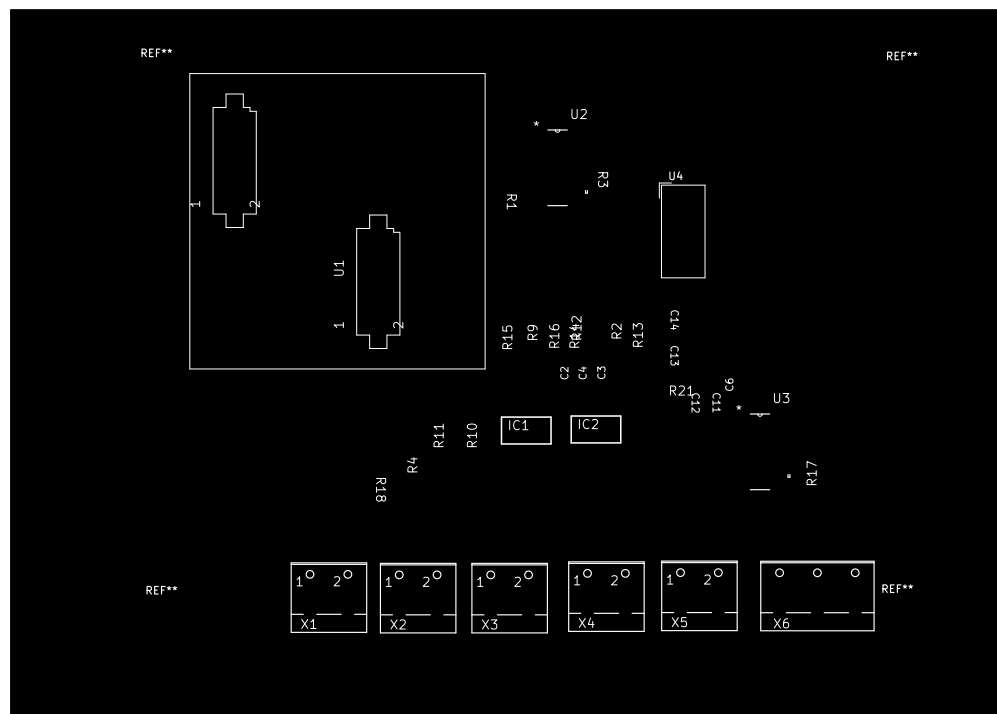 REF**
REF**
U2
*
R3
U4
R1
1
2
U1
1
2
C14
R15
R9
R16
R12
R2
R13
C13
C2
C4
C3
C9
R21
C12
C11
*
U3
IC1
IC2
R11
R10
R4
R17
R18
REF**
REF**
1
2
1
2
1
2
1
2
1
2
X1
X2
X3
X4
X5
X6